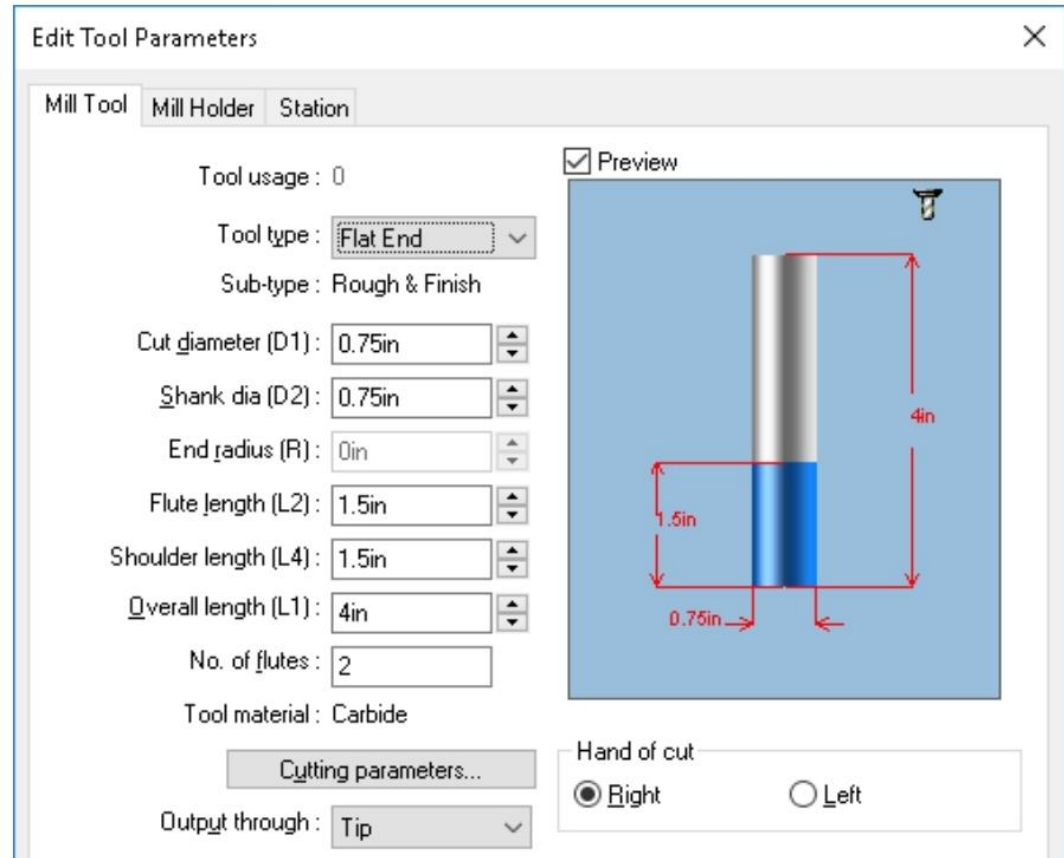 Edit Tool Parameters
Mill Tool Mill Holder Station
Tool usage : 0
Tool type : Flat End
Sub-type : Rough & Finish
Cut diameter (D1) : 0.75in
Shank dia (D2) : 0.75in
End radius (R) : 0in
Flute length (L2) : 1.5in
Shoulder length (L4) : 1.5in
Overall length (L1) : 4in
No. of flutes : 2
Tool material : Carbide
Cutting parameters...
Output through : Tip
Preview
4in
1.5in
0.75in
Hand of cut
Right Left